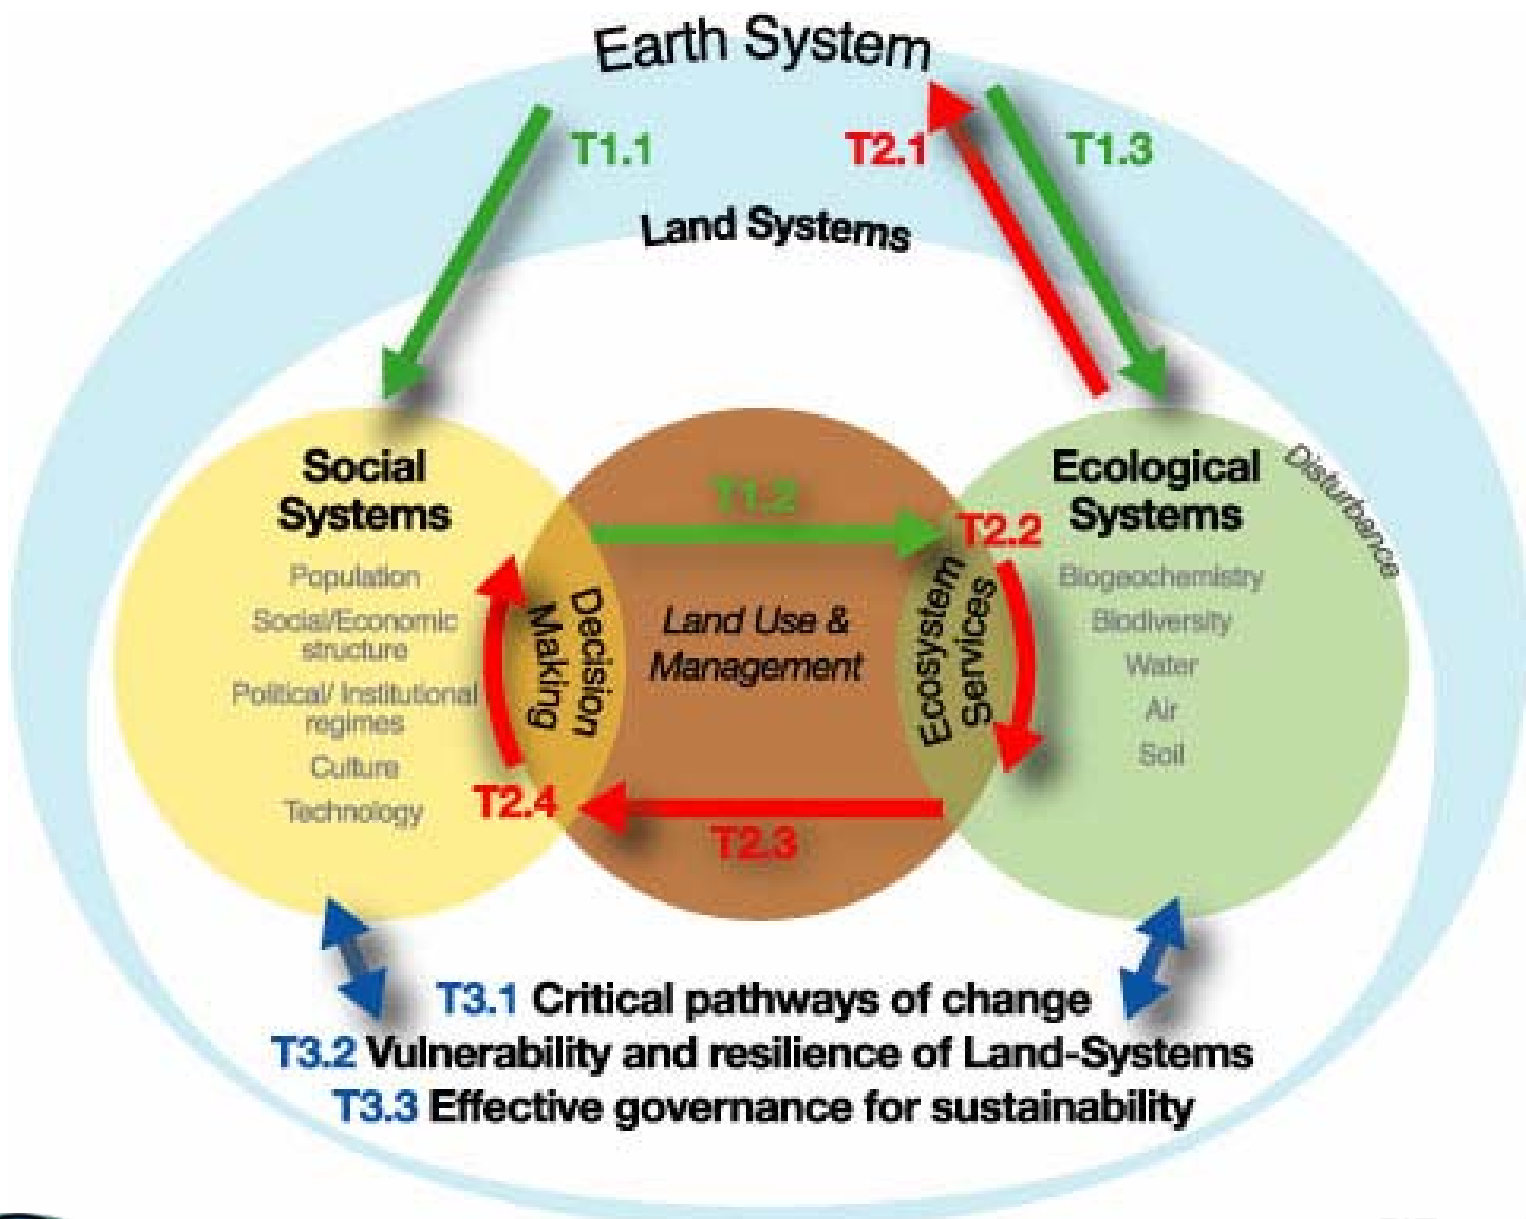 Earth System
T1.1
T2.1
T1.3
Land Systems
Social
Systems
Population
Social/Economic
structure
Political/ Institutional
regimes
Culture
Technology
Decision
Making
T2.4
T1.2
Land Use &
Management
T2.3
Ecosystem
Services
T2.2
Ecological
Systems
Biogeochemistry
Biodiversity
Water
Air
Soil
Disturbance
T3.1 Critical pathways of change
T3.2 Vulnerability and resilience of Land-Systems
T3.3 Effective governance for sustainability